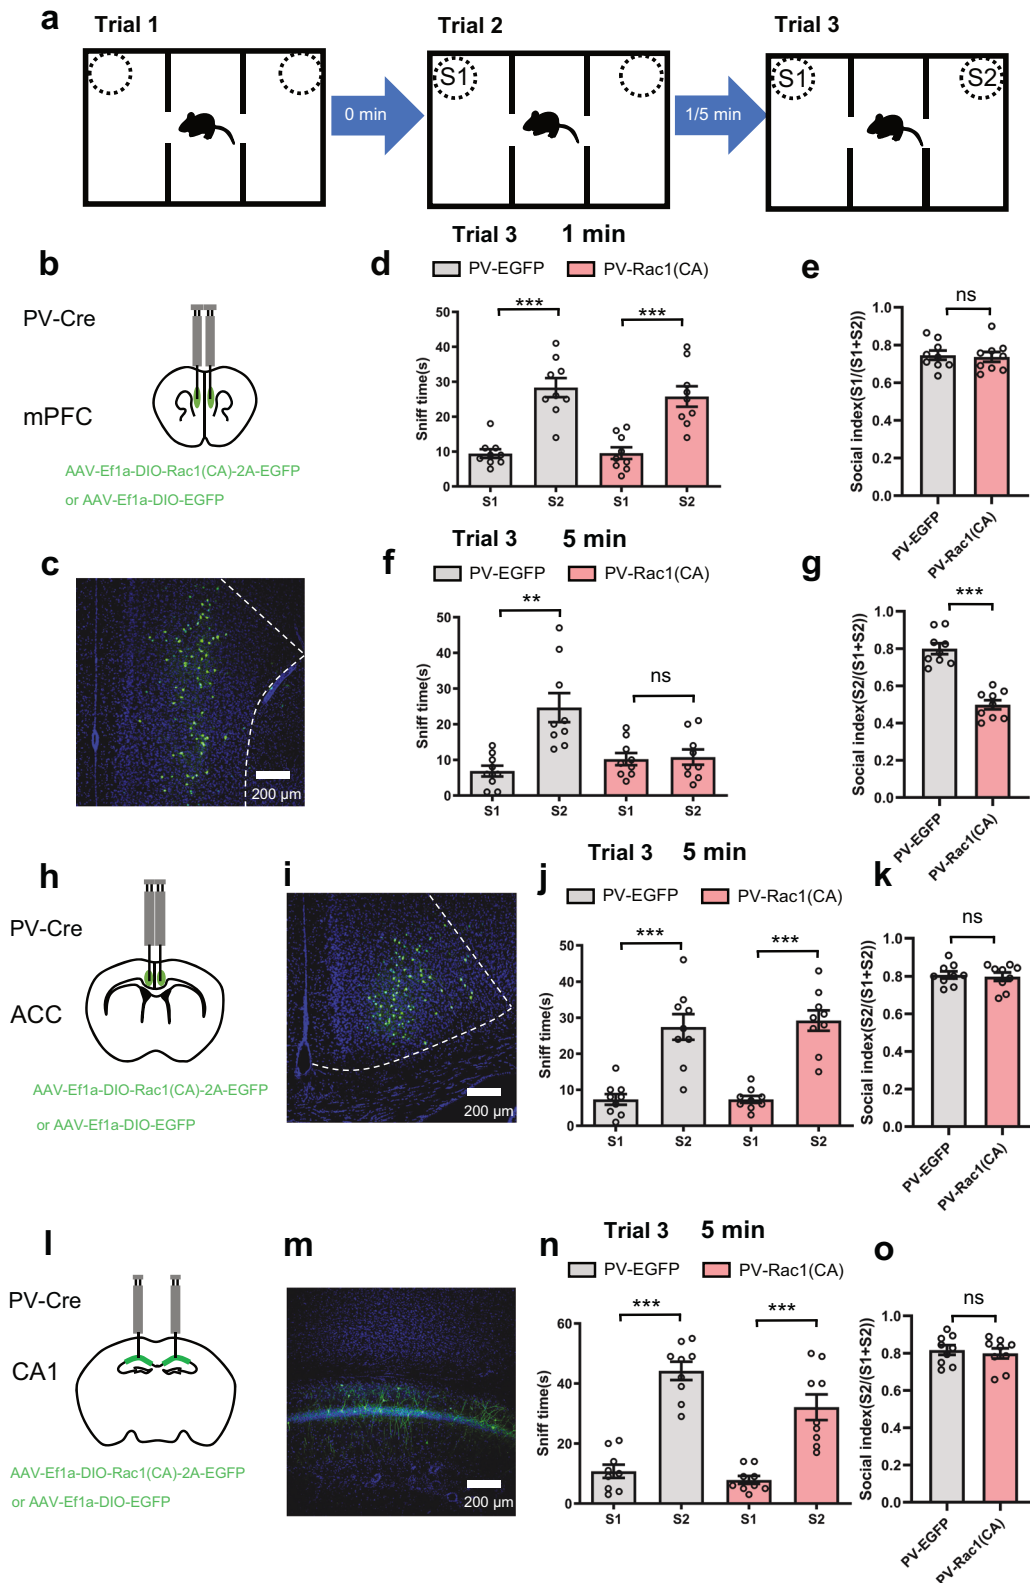 a
Trial 1
Trial 2
Trial 3
S1
S1
S2
0 min
1/5 min
Trial 3 1 min
b
PV-Cre
mPFC
AAV-Ef1a-DIO-Rac1(CA)-2A-EGFP
or AAV-Ef1a-DIO-EGFP
d
PV-EGFP
PV-Rac1(CA)
***
***
Sniff time(s)
50
40
30
20
10
0
S1
S2
S1
S2
e
ns
Social index(S1/(S1+S2))
1.0
0.8
0.6
0.4
0.2
0.0
PV-EGFP
PV-Rac1(CA)
c
200 µm
Trial 3 5 min
f
PV-EGFP
PV-Rac1(CA)
**
ns
Sniff time(s)
50
40
30
20
10
0
S1
S2
S1
S2
g
***
Social index(S2/(S1+S2))
1.0
0.8
0.6
0.4
0.2
0.0
PV-EGFP
PV-Rac1(CA)
h
PV-Cre
ACC
AAV-Ef1a-DIO-Rac1(CA)-2A-EGFP
or AAV-Ef1a-DIO-EGFP
i
200 µm
Trial 3 5 min
j
PV-EGFP
PV-Rac1(CA)
***
***
Sniff time(s)
50
40
30
20
10
0
S1
S2
S1
S2
k
ns
Social index(S2/(S1+S2))
1.0
0.8
0.6
0.4
0.2
0.0
PV-EGFP
PV-Rac1(CA)
l
PV-Cre
CA1
AAV-Ef1a-DIO-Rac1(CA)-2A-EGFP
or AAV-Ef1a-DIO-EGFP
m
200 µm
Trial 3 5 min
n
PV-EGFP
PV-Rac1(CA)
***
***
Sniff time(s)
60
40
20
0
S1
S2
S1
S2
o
ns
Social index(S2/(S1+S2))
1.0
0.8
0.6
0.4
0.2
0.0
PV-EGFP
PV-Rac1(CA)